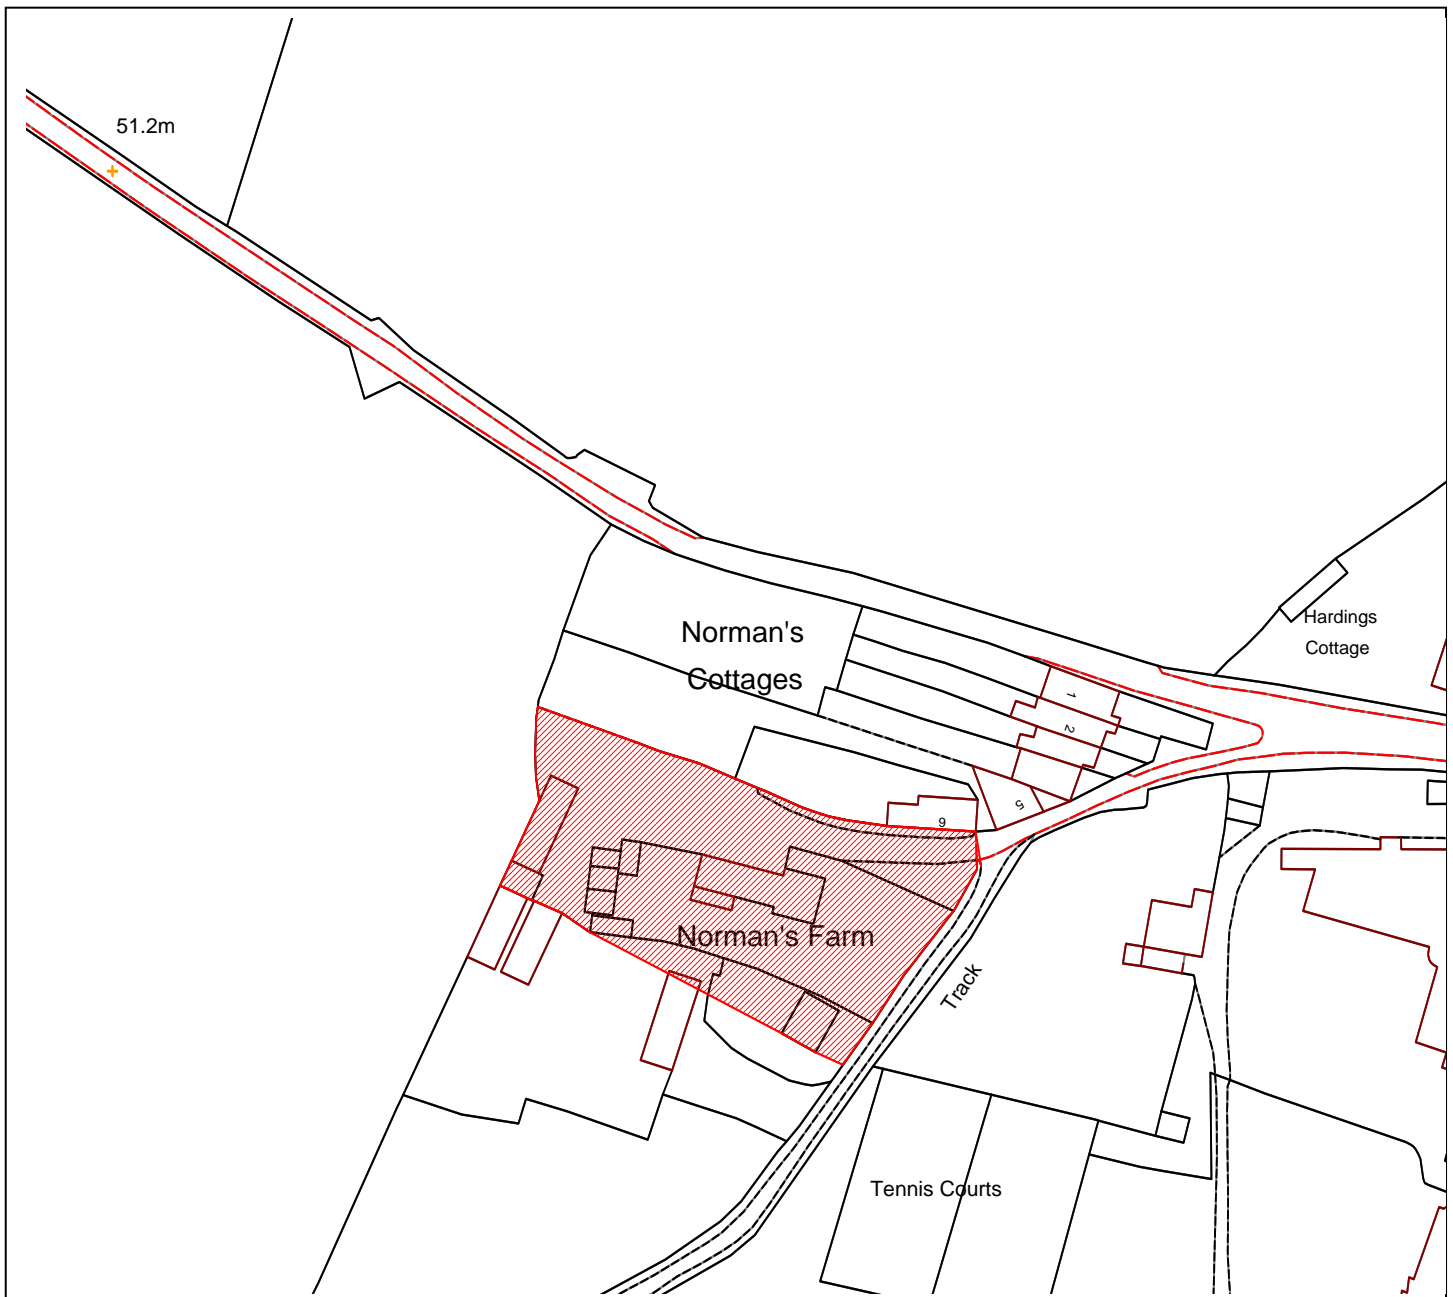 51.2m
Norman's
Cottages
Hardings
Cottage
1
2
5
6
Norman's Farm
Track
Tennis Courts